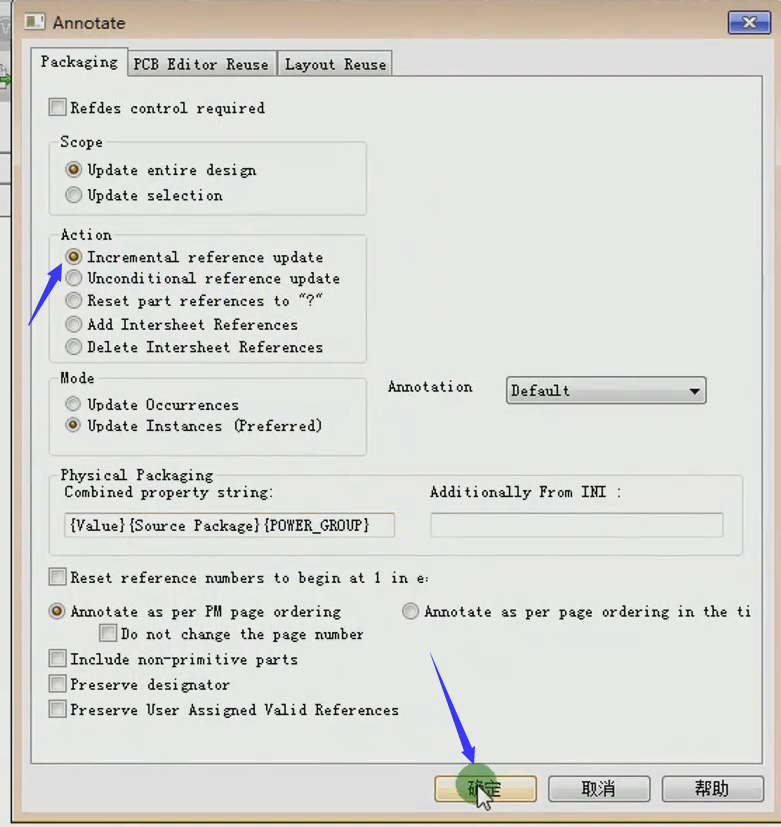 Annotate
Packaging PCB Editor Reuse Layout Reuse
Refdes control required
Scope
Update entire design
Update selection
Action
Incremental reference update
Unconditional reference update
Reset part references to "?"
Add Intersheet References
Delete Intersheet References
Mode
Update Occurrences
Update Instances (Preferred)
Annotation Default
Physical Packaging
Combined property string: Additionally From INI :
{Value}{Source Package}{POWER_GROUP}
Reset reference numbers to begin at 1 in e:
Annotate as per PM page ordering Annotate as per page ordering in the ti
Do not change the page number
Include non-primitive parts
Preserve designator
Preserve User Assigned Valid References
确定 取消 帮助